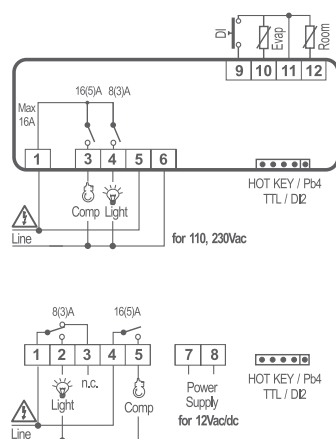 DI
Evap
Room
9 10 11 12
16(5)A 8(3)A
Max
16A
1 3 4 5 6
HOT KEY / Pb4
TTL / DI2
Comp Light
Line
for 110, 230Vac
8(3)A 16(5)A
1 2 3 4 5 7 8
n.c.
HOT KEY / Pb4
TTL / DI2
Light Comp
Power
Supply
for 12Vac/dc
Line